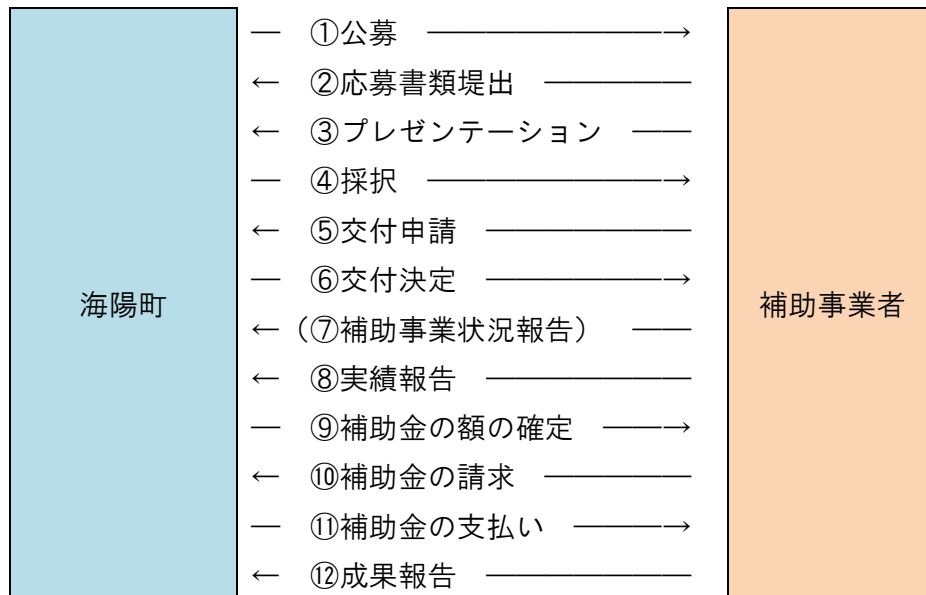 ― ①公募 ―――――――――→
← ②応募書類堤出 ―――――
← ③プレゼンテーション ――
― ④採択 ―――――――――→
← ⑤交付申請 ―――――――
― ⑥交付決定 ―――――――→
海陽町
補助事業者
←（⑦補助事業状況報告） ――
← ⑧実績報告 ―――――――
― ⑨補助金の額の確定 ―――→
← ⑩補助金の請求 ―――――
― ⑪補助金の支払い ――――→
← ⑫成果報告 ―――――――